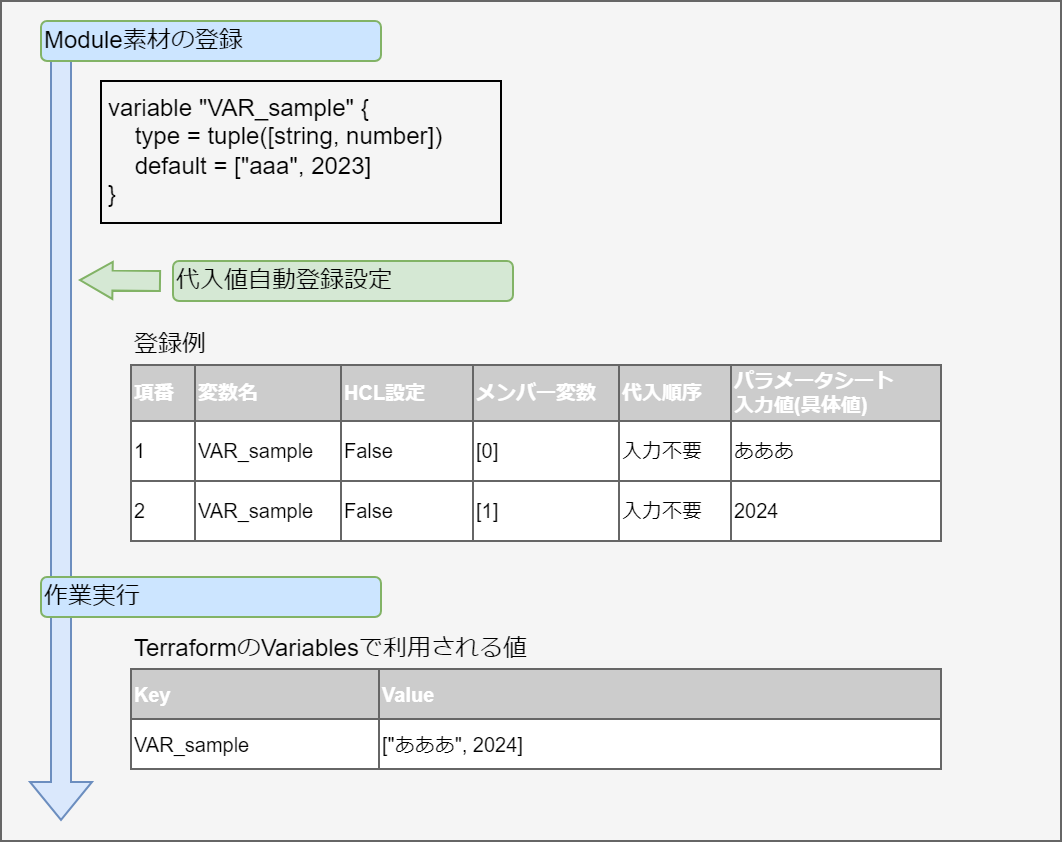 Module素材の登録
variable "VAR_sample" {
    type = tuple([string, number])
    default = ["aaa", 2023]
}
代入値自動登録設定
登録例
項番 変数名 HCL設定 メンバー変数 代入順序 パラメータシート
入力値(具体値)
1 VAR_sample False [0] 入力不要 あああ
2 VAR_sample False [1] 入力不要 2024
作業実行
TerraformのVariablesで利用される値
Key Value
VAR_sample ["あああ", 2024]